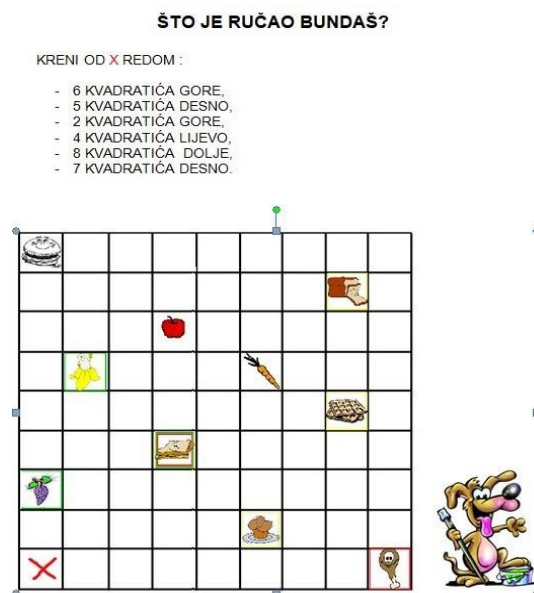 ŠTO JE RUČAO BUNDAŠ?
KRENI OD X REDOM :
- 6 KVADRATIĆA GORE,
- 5 KVADRATIĆA DESNO,
- 2 KVADRATIĆA GORE,
- 4 KVADRATIĆA LIJEVO,
- 8 KVADRATIĆA DOLJE,
- 7 KVADRATIĆA DESNO.